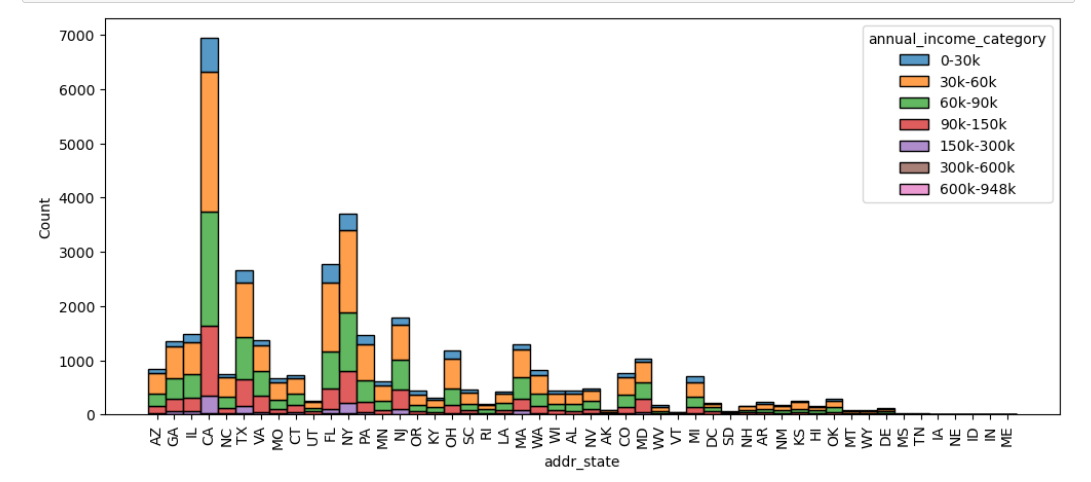 annual_income_category
0-30k
30k-60k
60k-90k
90k-150k
150k-300k
300k-600k
600k-948k
7000
6000
5000
4000
3000
2000
1000
0
Count
AZ
GA
IL
CA
NC
TX
VA
MO
CT
UT
FL
NY
PA
MN
NJ
OR
KY
OH
SC
RI
LA
MA
WA
WI
AL
NV
AK
CO
MD
WV
VT
MI
DC
SD
NH
AR
NM
KS
HI
OK
MT
WY
DE
MS
TN
IA
NE
ID
IN
ME
addr_state